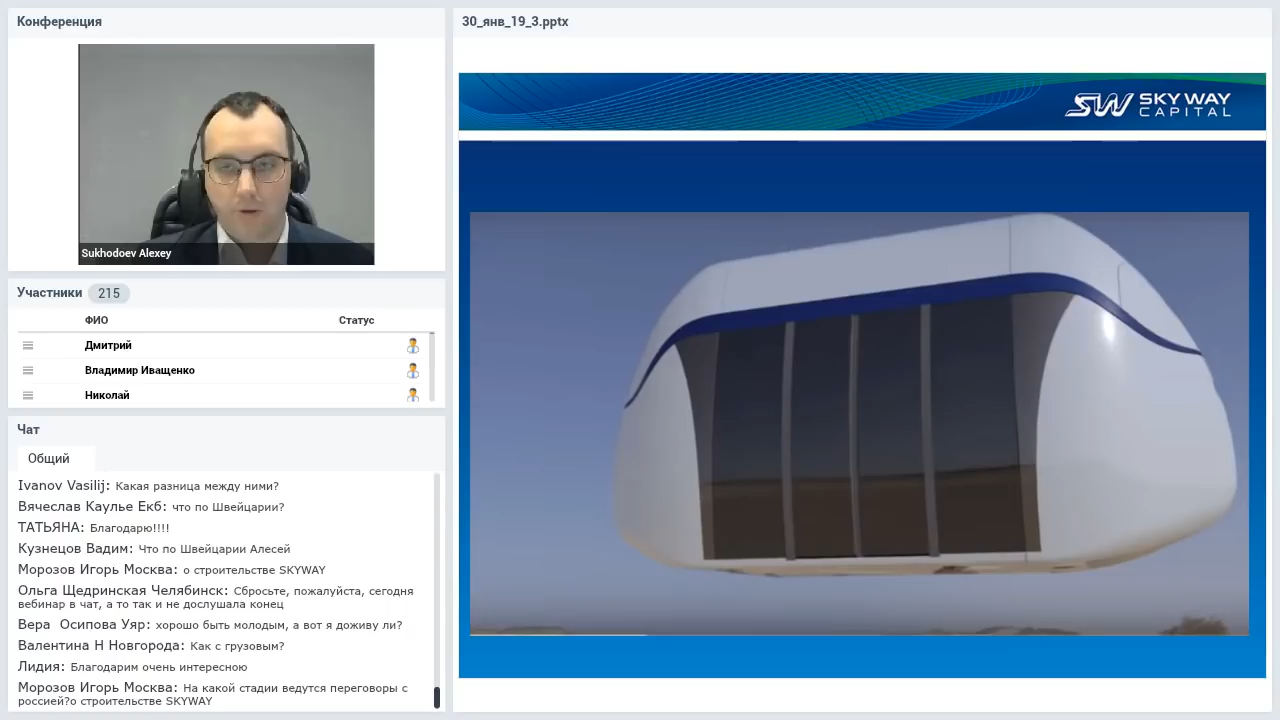 Конференция
Sukhodoev Alexey
Участники 215
ФИО Статус
Дмитрий
Владимир Иващенко
Николай
Чат
Общий
Ivanov Vasilij: Какая разница между ними?
Вячеслав Каулье Екб: что по Швейцарии?
ТАТЬЯНА: Благодарю!!!!
Кузнецов Вадим: Что по Швейцарии Алесей
Морозов Игорь Москва: о строительстве SKYWAY
Ольга Щедринская Челябинск: Сбросьте, пожалуйста, сегодня
вебинар в чат, а то так и не дослушала конец
Вера Осипова Уяр: хорошо быть молодым, а вот я доживу ли?
Валентина Н Новгорода: Как с грузовым?
Лидия: Благодарим очень интересною
Морозов Игорь Москва: На какой стадии ведутся переговоры с
россией?о строительстве SKYWAY
30_янв_19_3.pptx
SW SKY WAY
CAPITAL